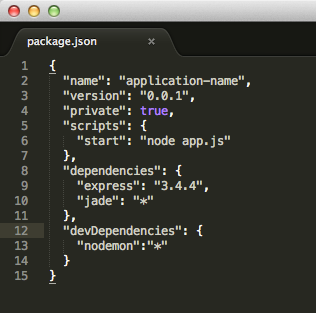 package.json ×
1 {
2   "name": "application-name",
3   "version": "0.0.1",
4   "private": true,
5   "scripts": {
6     "start": "node app.js"
7   },
8   "dependencies": {
9     "express": "3.4.4",
10     "jade": "*"
11   },
12   "devDependencies": {
13     "nodemon":"*"
14   }
15 }